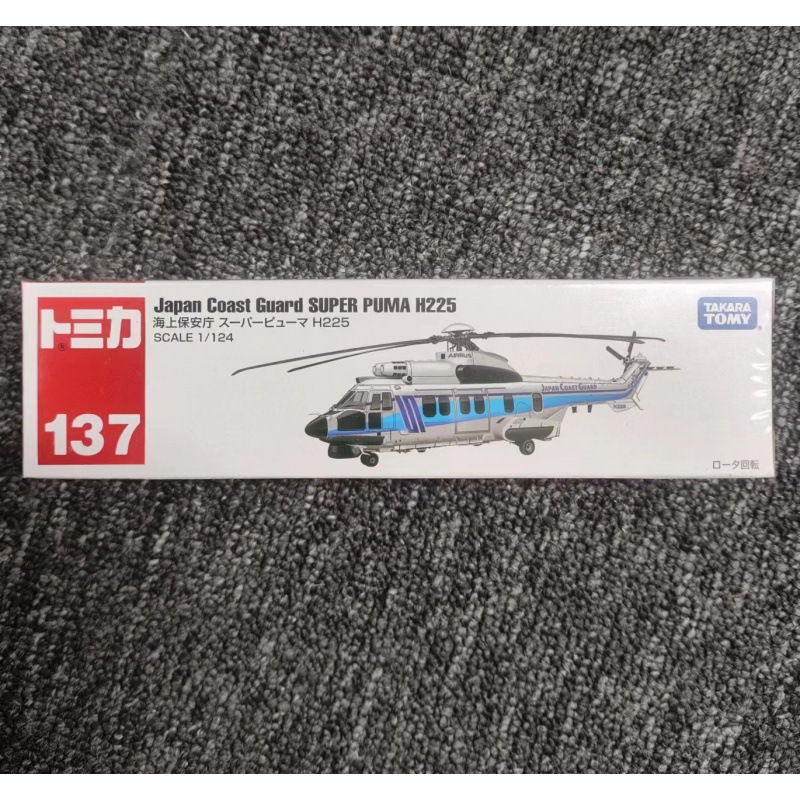 トミカ
®
137
Japan Coast Guard SUPER PUMA H225
海上保安庁 スーパーピューマ H225
SCALE 1/124
TAKARA
TOMY
AIRBUS
JAPAN COAST GUARD
ロータ回転